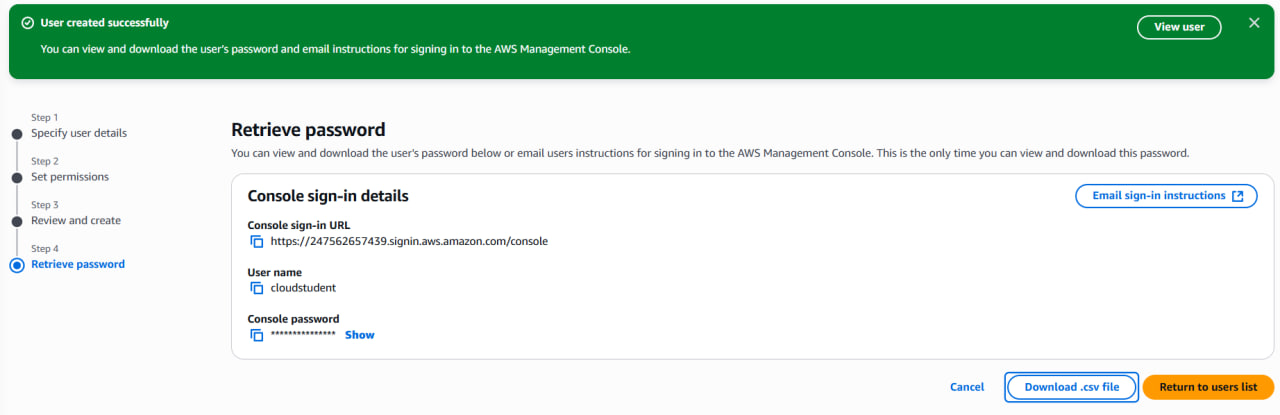 User created successfully
View user
You can view and download the user's password and email instructions for signing in to the AWS Management Console.
Step 1
Specify user details
Step 2
Set permissions
Step 3
Review and create
Step 4
Retrieve password
Retrieve password
You can view and download the user's password below or email users instructions for signing in to the AWS Management Console. This is the only time you can view and download this password.
Console sign-in details
Email sign-in instructions
Console sign-in URL
https://247562657439.signin.aws.amazon.com/console
User name
cloudstudent
Console password
*************** Show
Cancel
Download .csv file
Return to users list